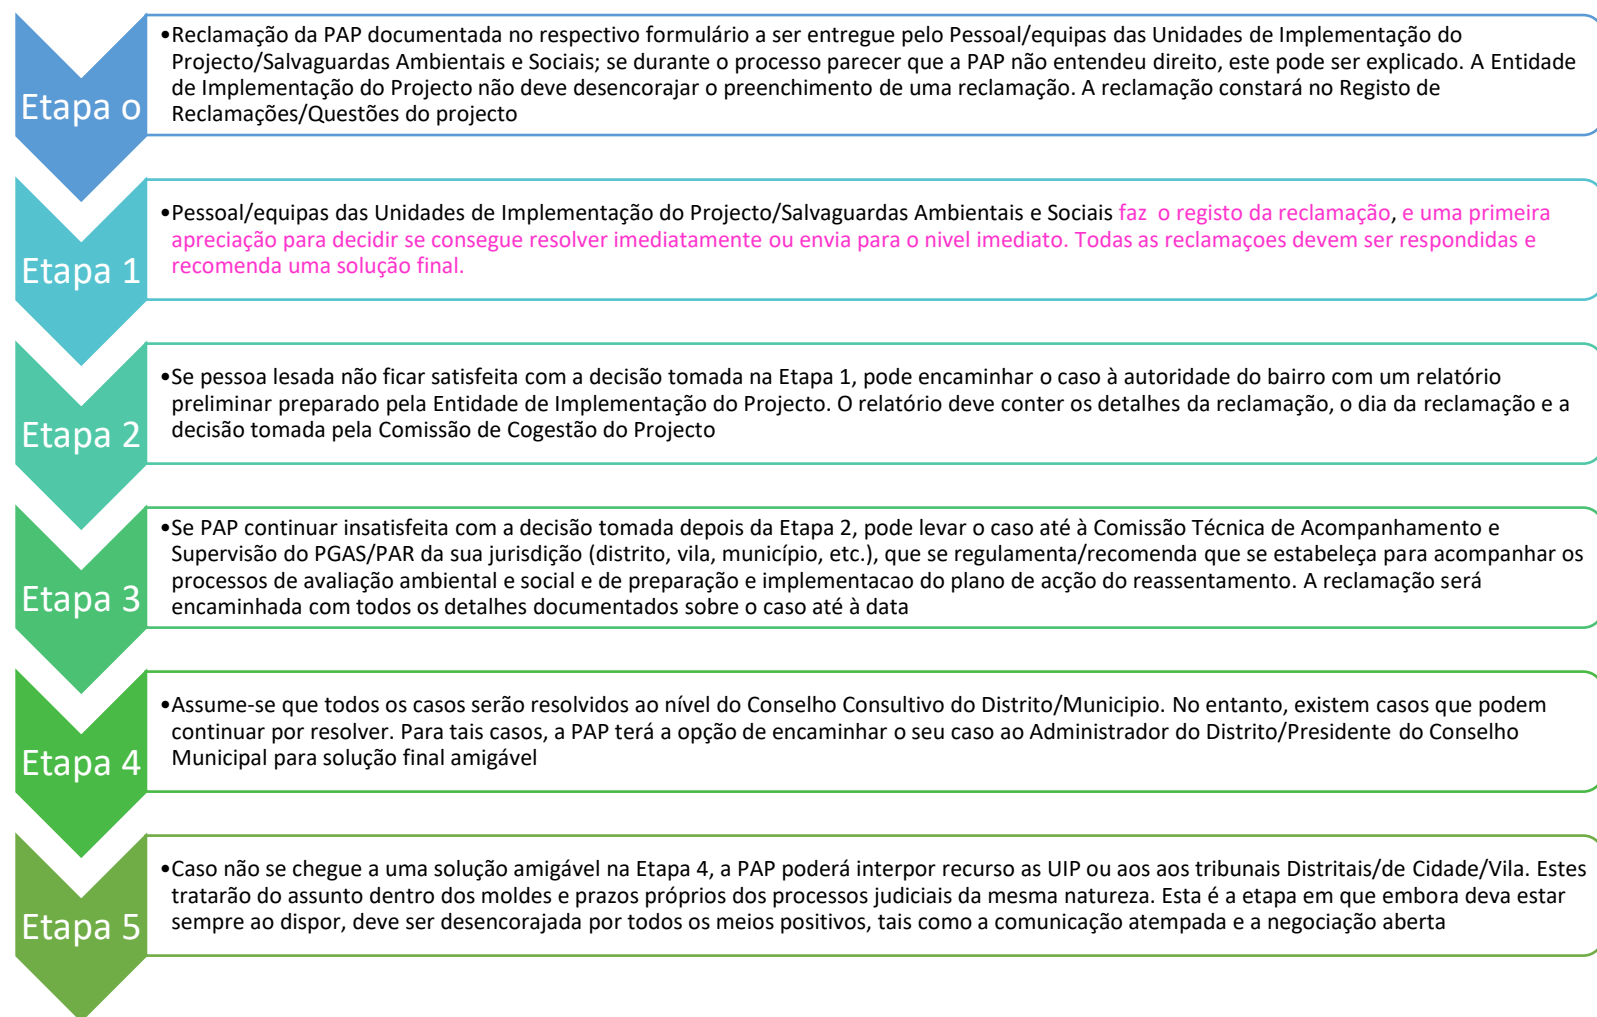 Etapa o
•Reclamação da PAP documentada no respectivo formulário a ser entregue pelo Pessoal/equipas das Unidades de Implementação do
Projecto/Salvaguardas Ambientais e Sociais; se durante o processo parecer que a PAP não entendeu direito, este pode ser explicado. A Entidade
de Implementação do Projecto não deve desencorajar o preenchimento de uma reclamação. A reclamação constará no Registo de
Reclamações/Questões do projecto
Etapa 1
•Pessoal/equipas das Unidades de Implementação do Projecto/Salvaguardas Ambientais e Sociais faz  o registo da reclamação, e uma primeira
apreciação para decidir se consegue resolver imediatamente ou envia para o nivel imediato. Todas as reclamaçoes devem ser respondidas e
recomenda uma solução final.
Etapa 2
•Se pessoa lesada não ficar satisfeita com a decisão tomada na Etapa 1, pode encaminhar o caso à autoridade do bairro com um relatório
preliminar preparado pela Entidade de Implementação do Projecto. O relatório deve conter os detalhes da reclamação, o dia da reclamação e a
decisão tomada pela Comissão de Cogestão do Projecto
Etapa 3
•Se PAP continuar insatisfeita com a decisão tomada depois da Etapa 2, pode levar o caso até à Comissão Técnica de Acompanhamento e
Supervisão do PGAS/PAR da sua jurisdição (distrito, vila, município, etc.), que se regulamenta/recomenda que se estabeleça para acompanhar os
processos de avaliação ambiental e social e de preparação e implementacao do plano de acção do reassentamento. A reclamação será
encaminhada com todos os detalhes documentados sobre o caso até à data
Etapa 4
•Assume-se que todos os casos serão resolvidos ao nível do Conselho Consultivo do Distrito/Municipio. No entanto, existem casos que podem
continuar por resolver. Para tais casos, a PAP terá a opção de encaminhar o seu caso ao Administrador do Distrito/Presidente do Conselho
Municipal para solução final amigável
Etapa 5
•Caso não se chegue a uma solução amigável na Etapa 4, a PAP poderá interpor recurso as UIP ou aos aos tribunais Distritais/de Cidade/Vila. Estes
tratarão do assunto dentro dos moldes e prazos próprios dos processos judiciais da mesma natureza. Esta é a etapa em que embora deva estar
sempre ao dispor, deve ser desencorajada por todos os meios positivos, tais como a comunicação atempada e a negociação aberta